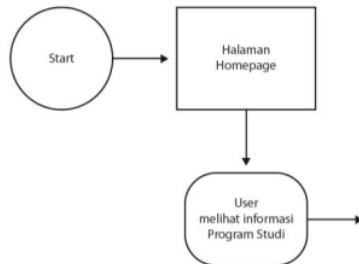 Start
Halaman
Homepage
User
melihat informasi
Program Studi